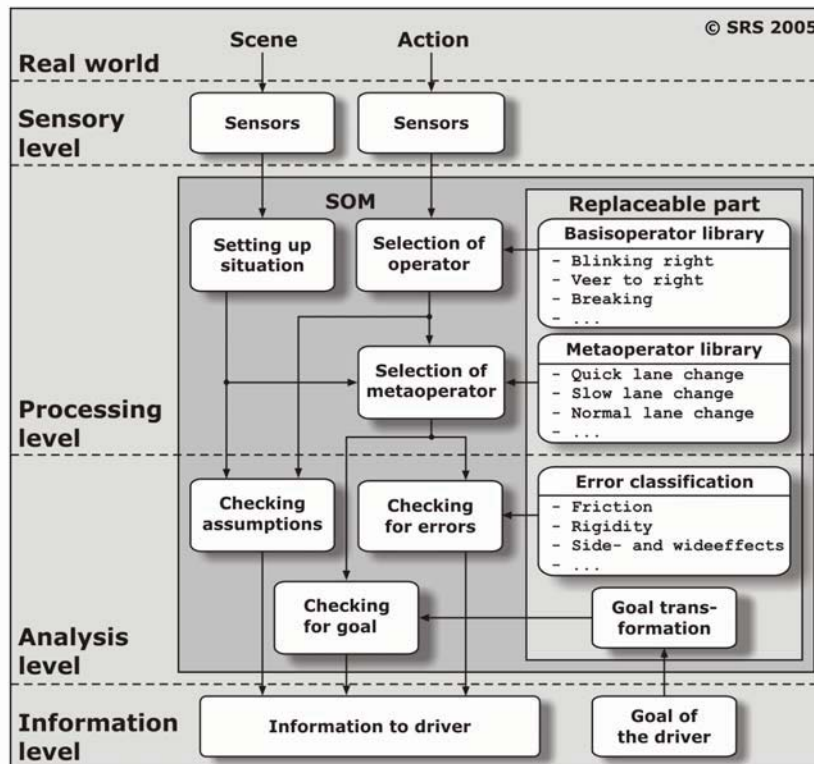 © SRS 2005
Scene
Action
Real world
Sensory
level
Sensors
Sensors
SOM
Replaceable part
Setting up
situation
Selection of
operator
Basisoperator library
- Blinking right
- Veer to right
- Breaking
- ...
Selection of
metaoperator
Metaoperator library
- Quick lane change
- Slow lane change
- Normal lane change
- ...
Processing
level
Checking
assumptions
Checking
for errors
Error classification
- Friction
- Rigidity
- Side- and wideeffects
- ...
Checking
for goal
Goal trans-
formation
Analysis
level
Information
level
Information to driver
Goal of
the driver